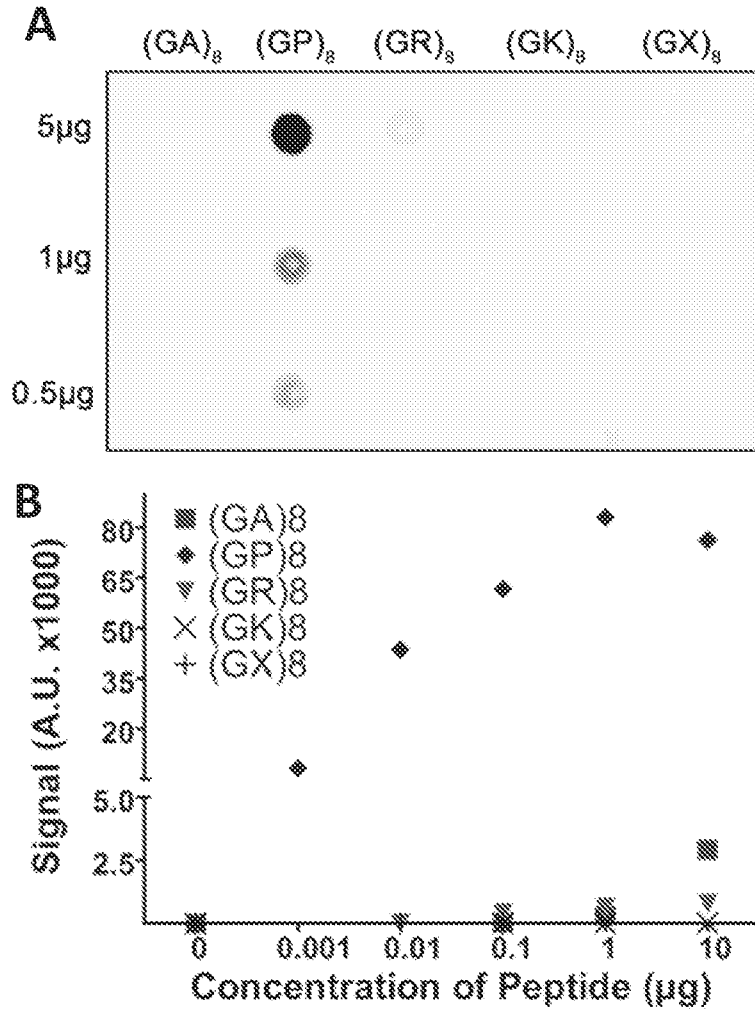 A
(GA)₈ (GP)₈ (GR)₈ (GK)₈ (GX)₈
5µg
1µg
0.5µg
B
Signal (A.U. x1000)
80
65
50
35
20
5.0
2.5
(GA)8
(GP)8
(GR)8
(GK)8
(GX)8
0 0.001 0.01 0.1 1 10
Concentration of Peptide (µg)